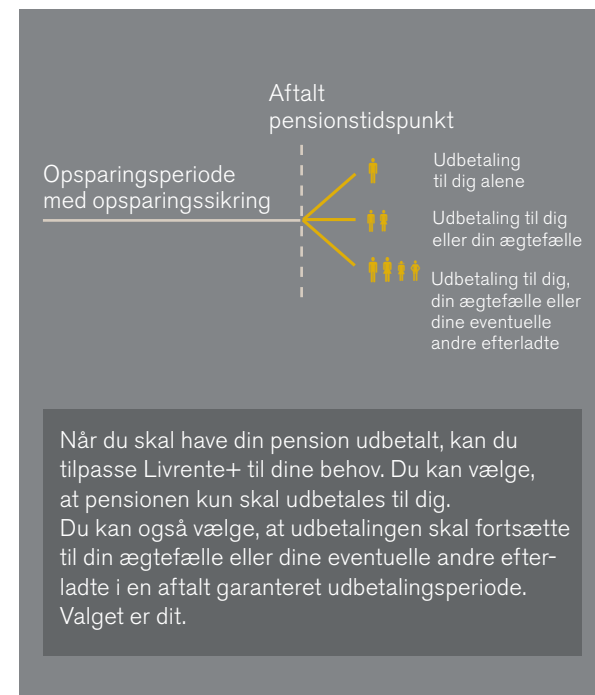 Aftalt
pensionstidspunkt
Opsparingsperiode
med opsparingssikring
Udbetaling
til dig alene
Udbetaling til dig
eller din ægtefælle
Udbetaling til dig,
din ægtefælle eller
dine eventuelle
andre efterladte
Når du skal have din pension udbetalt, kan du
tilpasse Livrente+ til dine behov. Du kan vælge,
at pensionen kun skal udbetales til dig.
Du kan også vælge, at udbetalingen skal fortsætte
til din ægtefælle eller dine eventuelle andre efter-
ladte i en aftalt garanteret udbetalingsperiode.
Valget er dit.